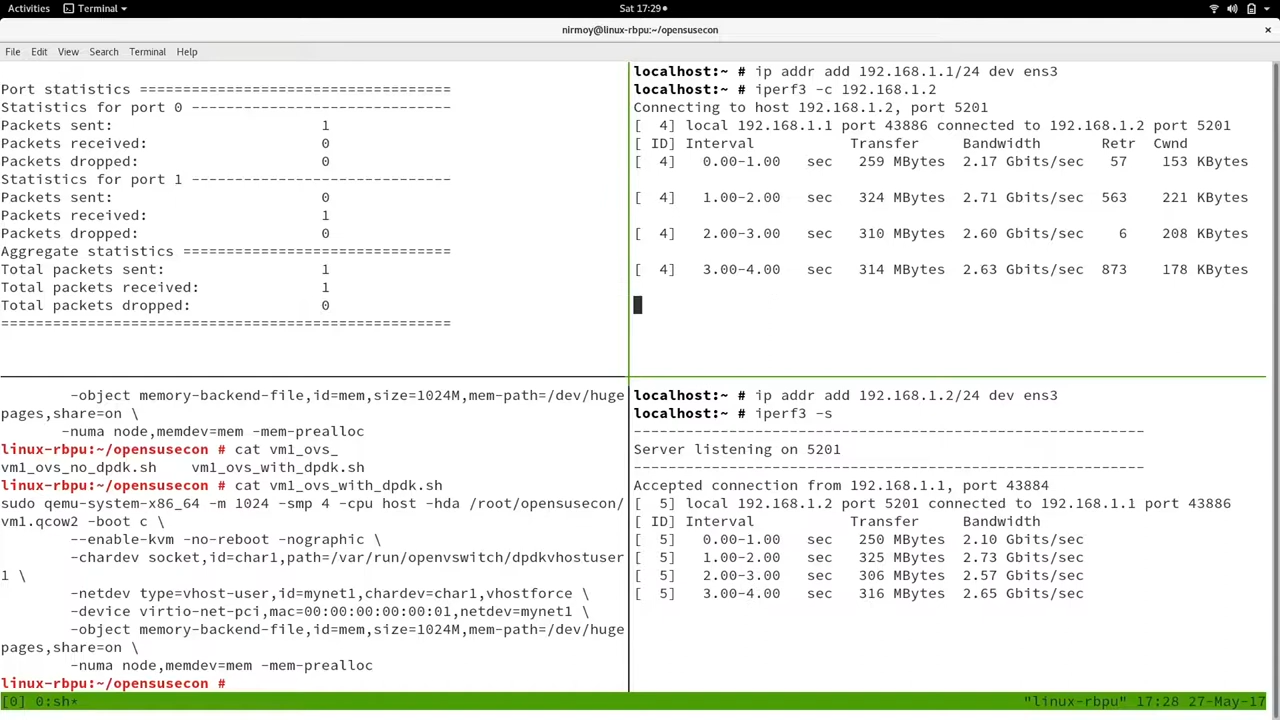 Activities Terminal Sat 17:29
nirmoy@linux-rbpu:~/opensusecon ×
File Edit View Search Terminal Help
Port statistics ====================================
Statistics for port 0 ------------------------------
Packets sent: 1
Packets received: 0
Packets dropped: 0
Statistics for port 1 ------------------------------
Packets sent: 0
Packets received: 1
Packets dropped: 0
Aggregate statistics ===============================
Total packets sent: 1
Total packets received: 1
Total packets dropped: 0
====================================================
localhost:~ # ip addr add 192.168.1.1/24 dev ens3
localhost:~ # iperf3 -c 192.168.1.2
Connecting to host 192.168.1.2, port 5201
[  4] local 192.168.1.1 port 43886 connected to 192.168.1.2 port 5201
[ ID] Interval Transfer Bandwidth Retr Cwnd
[  4] 0.00-1.00 sec 259 MBytes 2.17 Gbits/sec 57 153 KBytes
[  4] 1.00-2.00 sec 324 MBytes 2.71 Gbits/sec 563 221 KBytes
[  4] 2.00-3.00 sec 310 MBytes 2.60 Gbits/sec 6 208 KBytes
[  4] 3.00-4.00 sec 314 MBytes 2.63 Gbits/sec 873 178 KBytes
-object memory-backend-file,id=mem,size=1024M,mem-path=/dev/huge
pages,share=on \
-numa node,memdev=mem -mem-prealloc
linux-rbpu:~/opensusecon # cat vm1_ovs_
vm1_ovs_no_dpdk.sh vm1_ovs_with_dpdk.sh
linux-rbpu:~/opensusecon # cat vm1_ovs_with_dpdk.sh
sudo qemu-system-x86_64 -m 1024 -smp 4 -cpu host -hda /root/opensusecon/
vm1.qcow2 -boot c \
--enable-kvm -no-reboot -nographic \
-chardev socket,id=char1,path=/var/run/openvswitch/dpdkvhostuser
1 \
-netdev type=vhost-user,id=mynet1,chardev=char1,vhostforce \
-device virtio-net-pci,mac=00:00:00:00:00:01,netdev=mynet1 \
-object memory-backend-file,id=mem,size=1024M,mem-path=/dev/huge
pages,share=on \
-numa node,memdev=mem -mem-prealloc
linux-rbpu:~/opensusecon #
localhost:~ # ip addr add 192.168.1.2/24 dev ens3
localhost:~ # iperf3 -s
-----------------------------------------------------------
Server listening on 5201
-----------------------------------------------------------
Accepted connection from 192.168.1.1, port 43884
[  5] local 192.168.1.2 port 5201 connected to 192.168.1.1 port 43886
[ ID] Interval Transfer Bandwidth
[  5] 0.00-1.00 sec 250 MBytes 2.10 Gbits/sec
[  5] 1.00-2.00 sec 325 MBytes 2.73 Gbits/sec
[  5] 2.00-3.00 sec 306 MBytes 2.57 Gbits/sec
[  5] 3.00-4.00 sec 316 MBytes 2.65 Gbits/sec
[0] 0:sh* "linux-rbpu" 17:28 27-May-17